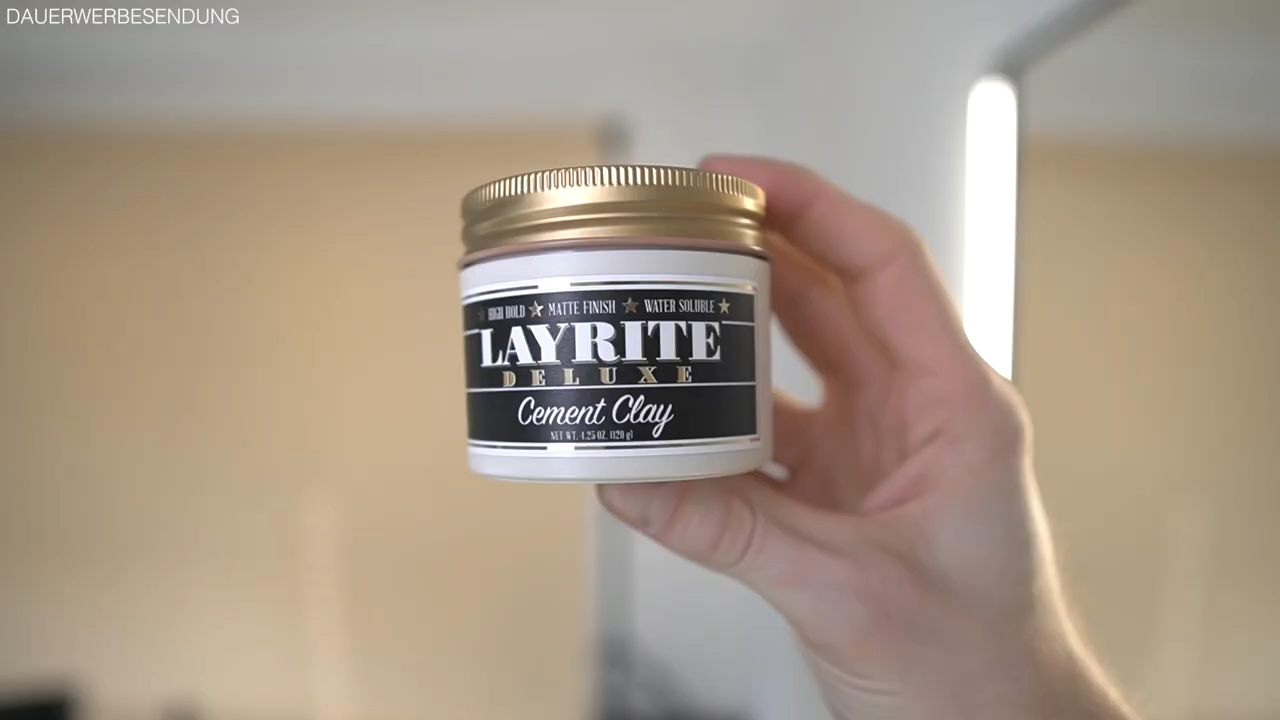 DAUERWERBESENDUNG
HIGH HOLD ★ MATTE FINISH ★ WATER SOLUBLE ★
LAYRITE
DELUXE
Cement Clay
NET WT. 4.25 OZ. (120 g)